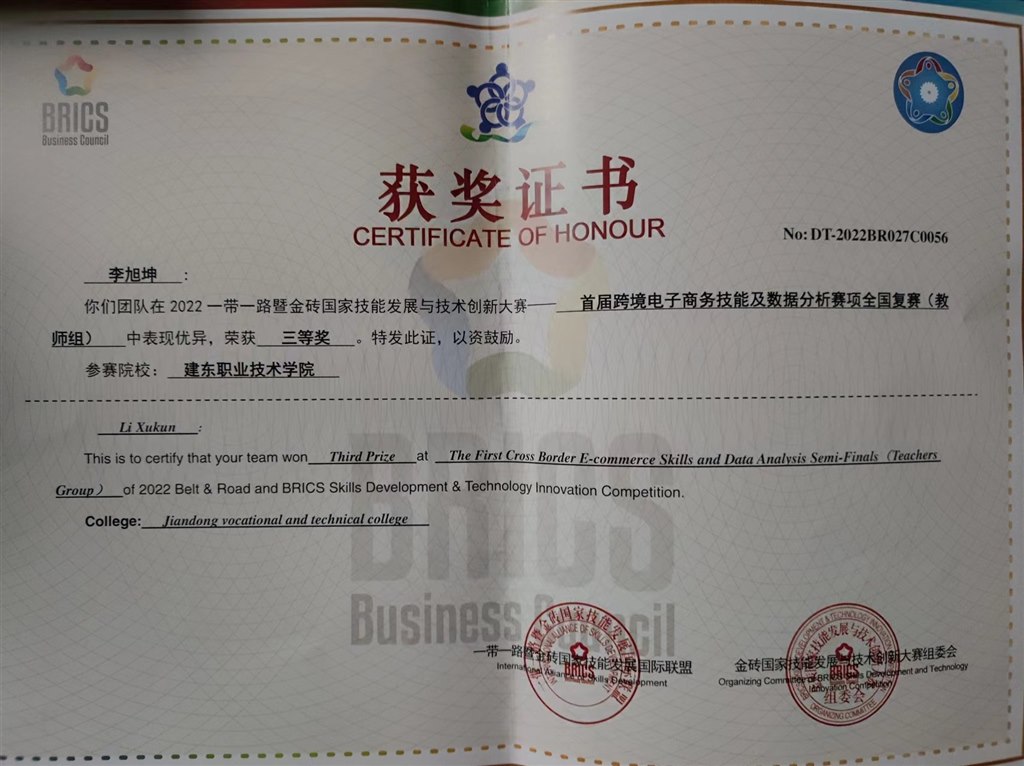 BRICS
Business Council
获奖证书
CERTIFICATE OF HONOUR
No: DT-2022BR027C0056
李旭坤：
你们团队在 2022 一带一路暨金砖国家技能发展与技术创新大赛——首届跨境电子商务技能及数据分析赛项全国复赛（教
师组）中表现优异，荣获 三等奖 。特发此证，以资鼓励。
参赛院校： 建东职业技术学院
Li Xukun :
This is to certify that your team won Third Prize at The First Cross Border E-commerce Skills and Data Analysis Semi-Finals（Teachers
Group） of 2022 Belt & Road and BRICS Skills Development & Technology Innovation Competition.
College: Jiandong vocational and technical college
BRICS
Business Council
一带一路暨金砖国家技能发展国际联盟
金砖国家技能发展与技术创新大赛组委会
Organizing Committee of BRICS Skills Development and Technology
Innovation Competition
BRICS
BRICS
组委会
ORGANIZING COMMITTEE